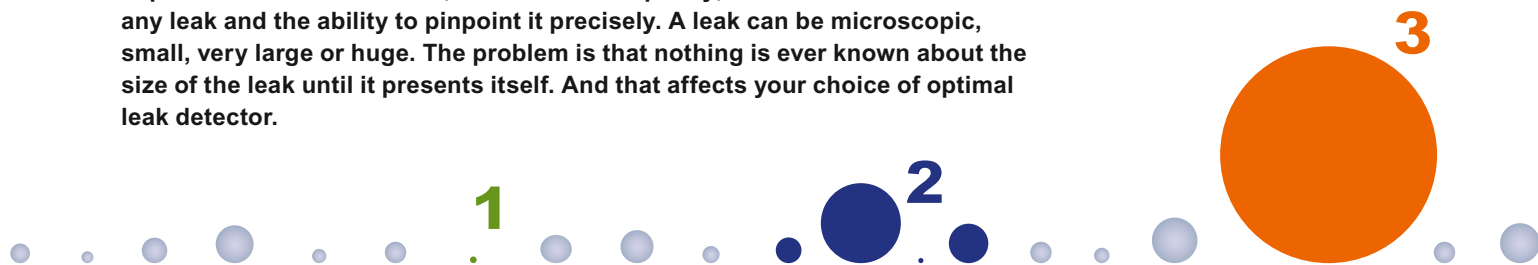 any leak and the ability to pinpoint it precisely. A leak can be microscopic,
small, very large or huge. The problem is that nothing is ever known about the
size of the leak until it presents itself. And that affects your choice of optimal
leak detector.
1
2
3